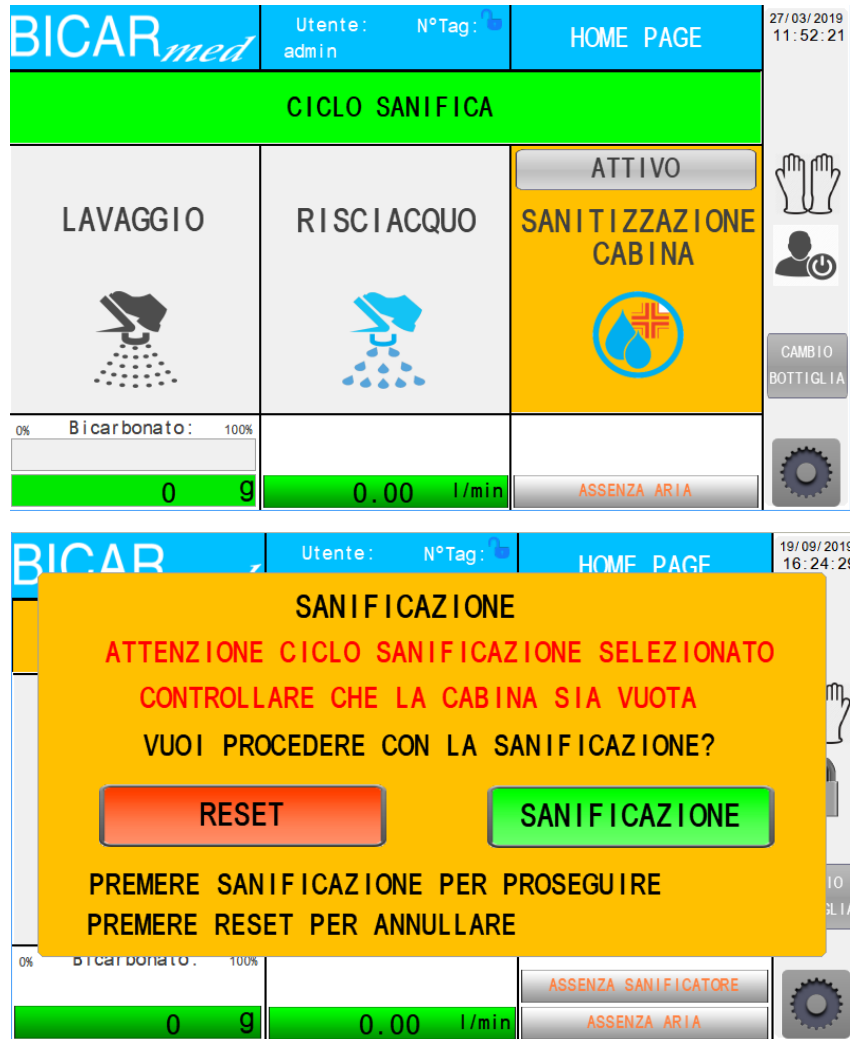 BICARmed
Utente: N°Tag:
admin
HOME PAGE
27/03/2019
11:52:21
CICLO SANIFICA
LAVAGGIO
RISCIACQUO
ATTIVO
SANITIZZAZIONE
CABINA
CAMBIO
BOTTIGLIA
0% Bicarbonato: 100%
0 g
0.00 l/min
ASSENZA ARIA
BICAR
Utente: N°Tag:
HOME PAGE
19/09/2019
16:24:29
SANIFICAZIONE
ATTENZIONE CICLO SANIFICAZIONE SELEZIONATO
CONTROLLARE CHE LA CABINA SIA VUOTA
VUOI PROCEDERE CON LA SANIFICAZIONE?
RESET
SANIFICAZIONE
PREMERE SANIFICAZIONE PER PROSEGUIRE
PREMERE RESET PER ANNULLARE
IO
GLIA
0% Bicarbonato: 100%
ASSENZA SANIFICATORE
0 g
0.00 l/min
ASSENZA ARIA